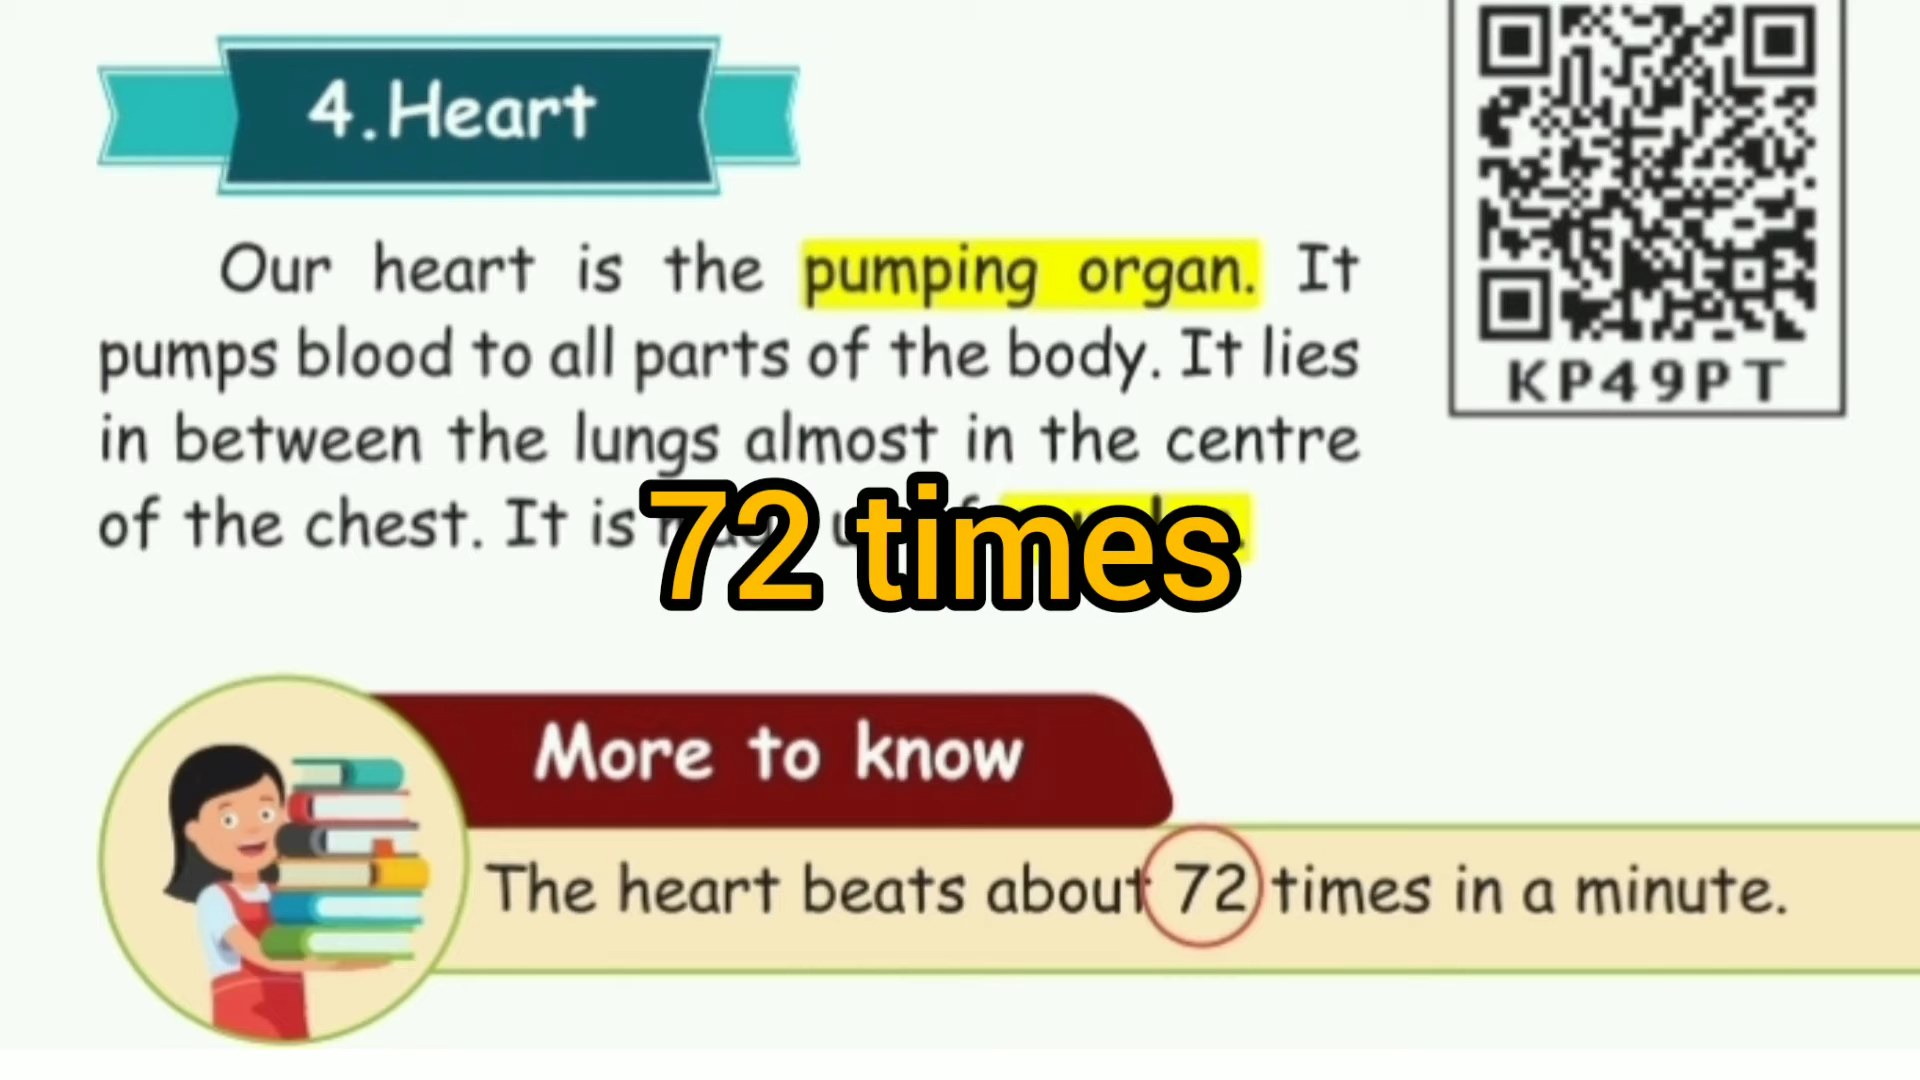 4. Heart
KP49PT
Our heart is the pumping organ. It
pumps blood to all parts of the body. It lies
in between the lungs almost in the centre
of the chest. It is
72 times
More to know
The heart beats about 72 times in a minute.